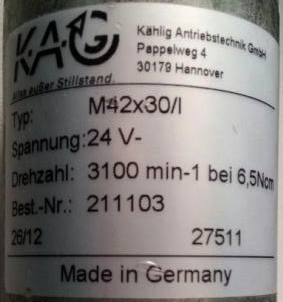 KAG
Kählig Antriebstechnik GmbH
Pappelweg 4
30179 Hannover
Alles außer Stillstand.
Typ: M42x30/I
Spannung: 24 V-
Drehzahl: 3100 min-1 bei 6,5Ncm
Best.-Nr.: 211103
26/12 27511
Made in Germany